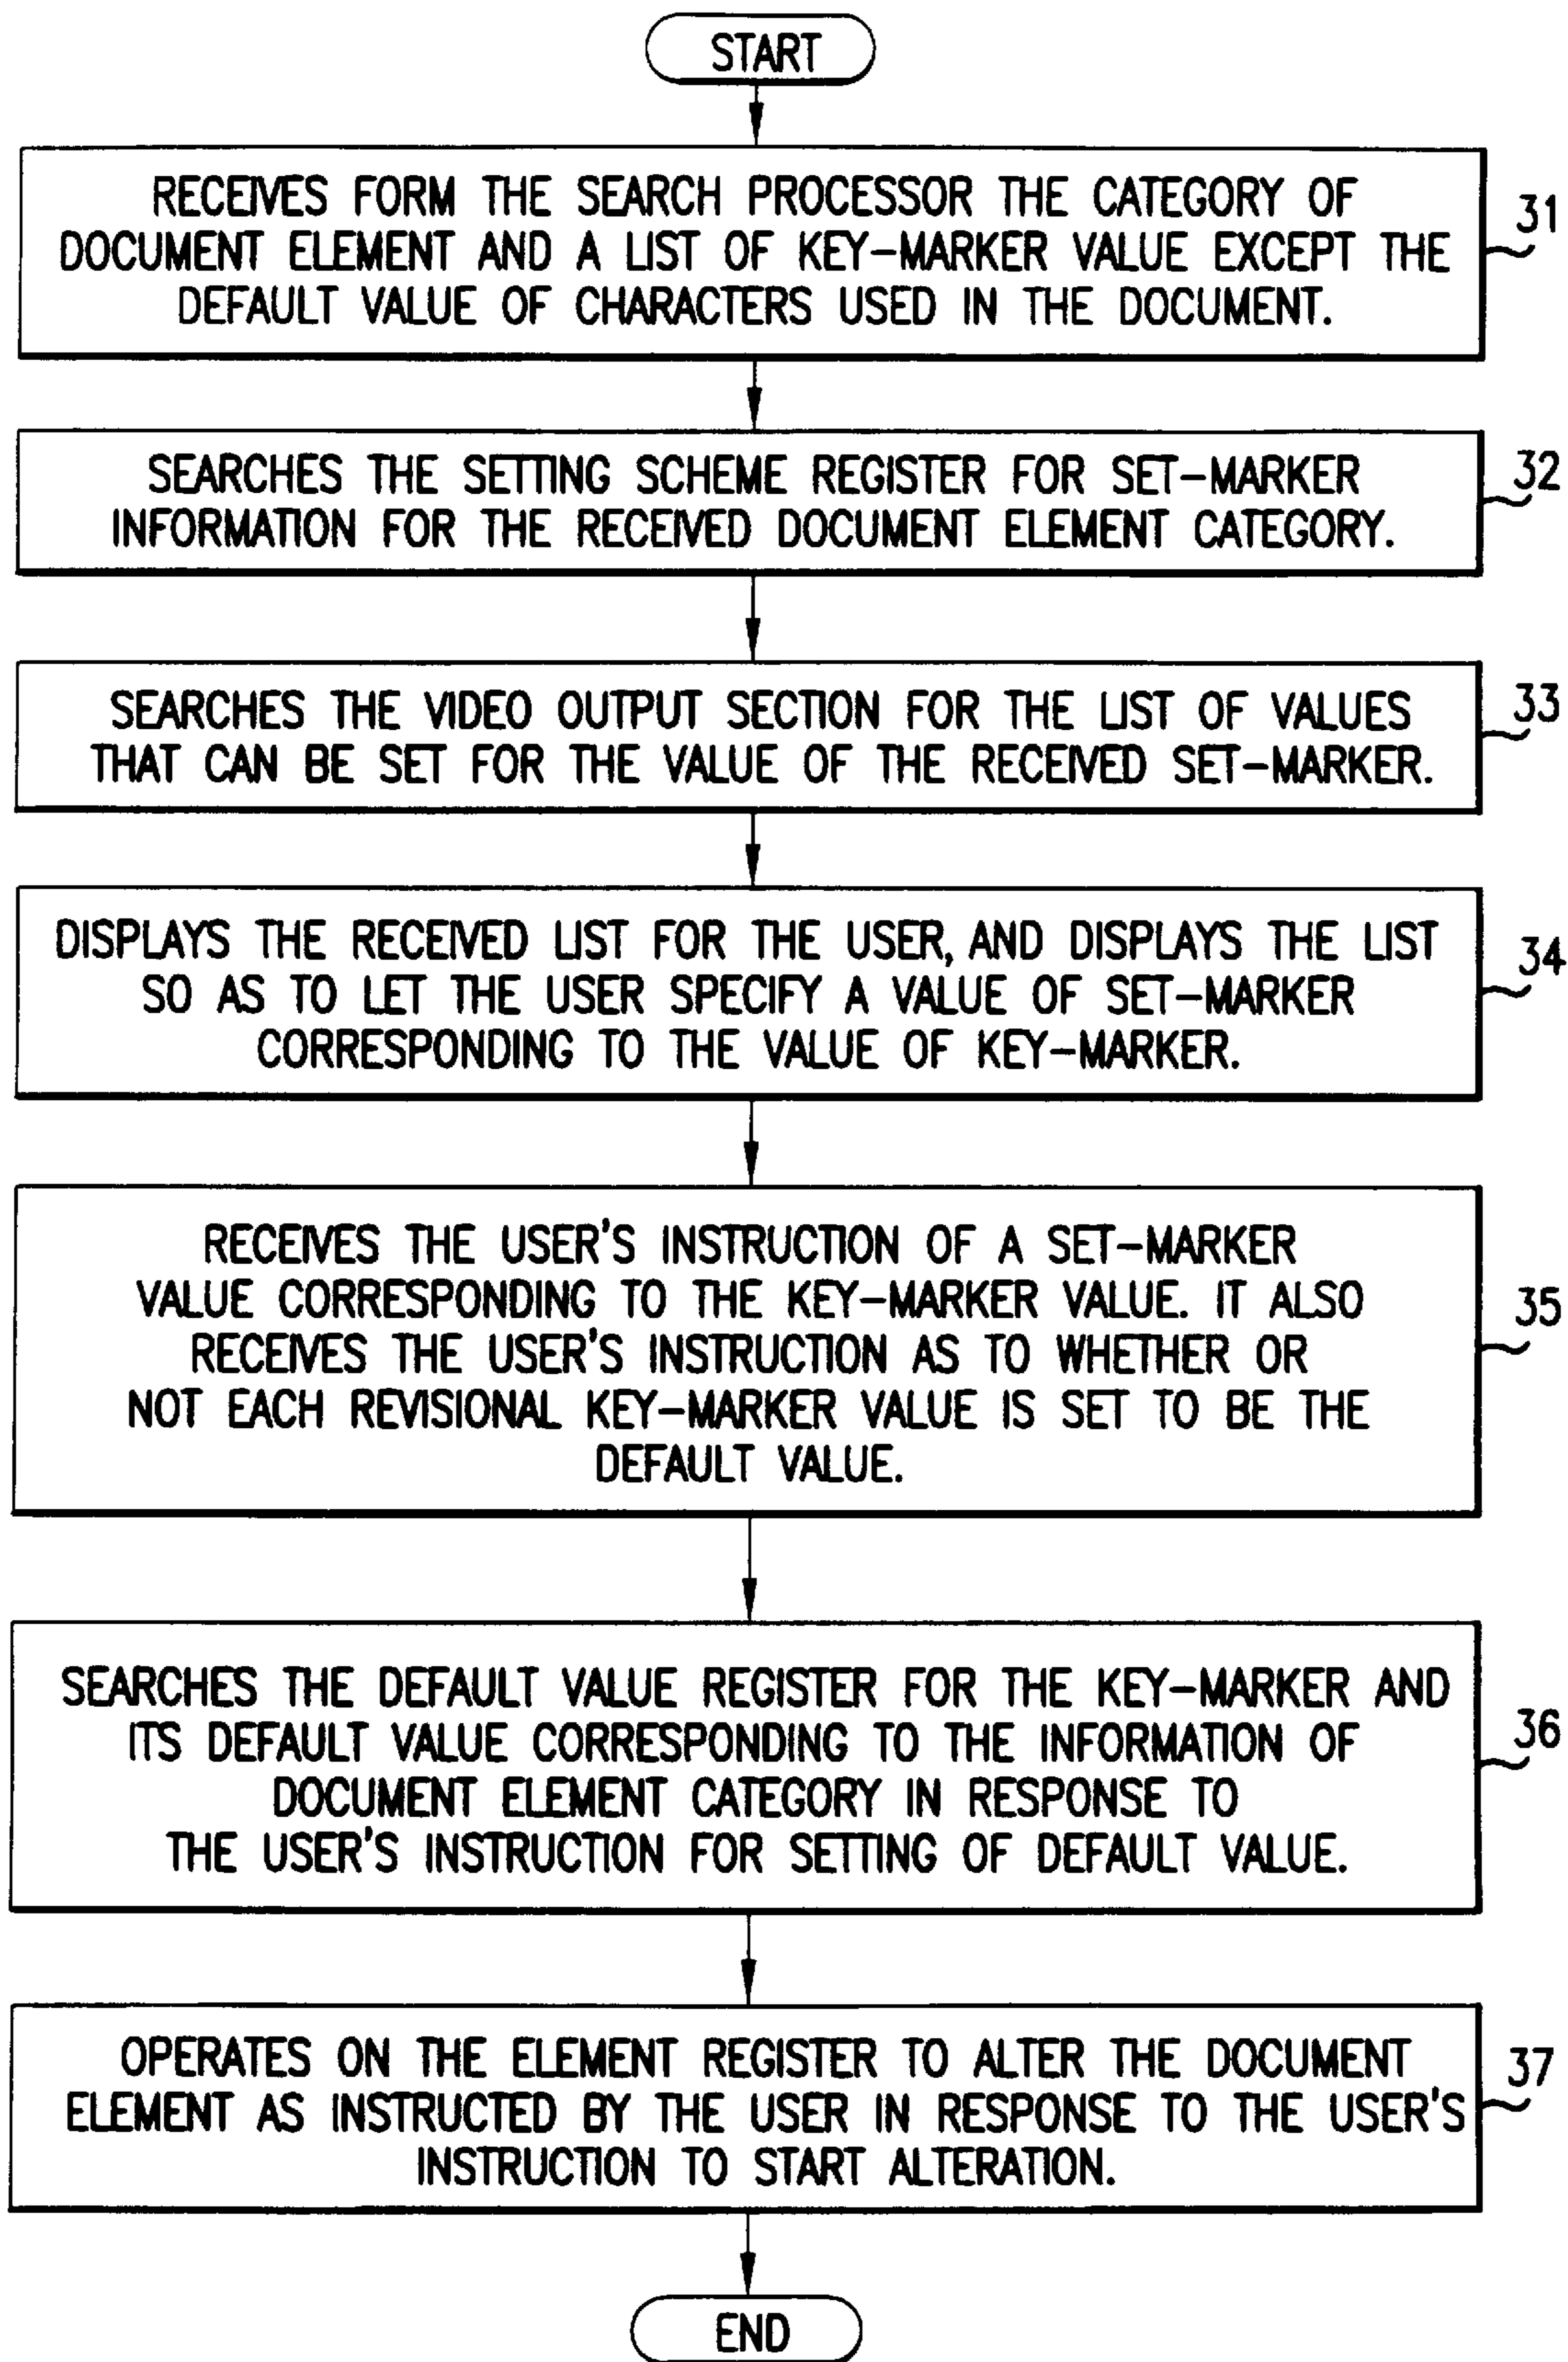 START
RECEIVES FORM THE SEARCH PROCESSOR THE CATEGORY OF
DOCUMENT ELEMENT AND A LIST OF KEY-MARKER VALUE EXCEPT THE
DEFAULT VALUE OF CHARACTERS USED IN THE DOCUMENT.
31
SEARCHES THE SETTING SCHEME REGISTER FOR SET-MARKER
INFORMATION FOR THE RECEIVED DOCUMENT ELEMENT CATEGORY.
32
SEARCHES THE VIDEO OUTPUT SECTION FOR THE LIST OF VALUES
THAT CAN BE SET FOR THE VALUE OF THE RECEIVED SET-MARKER.
33
DISPLAYS THE RECEIVED LIST FOR THE USER, AND DISPLAYS THE LIST
SO AS TO LET THE USER SPECIFY A VALUE OF SET-MARKER
CORRESPONDING TO THE VALUE OF KEY-MARKER.
34
RECEIVES THE USER'S INSTRUCTION OF A SET-MARKER
VALUE CORRESPONDING TO THE KEY-MARKER VALUE. IT ALSO
RECEIVES THE USER'S INSTRUCTION AS TO WHETHER OR
NOT EACH REVISIONAL KEY-MARKER VALUE IS SET TO BE THE
DEFAULT VALUE.
35
SEARCHES THE DEFAULT VALUE REGISTER FOR THE KEY-MARKER AND
ITS DEFAULT VALUE CORRESPONDING TO THE INFORMATION OF
DOCUMENT ELEMENT CATEGORY IN RESPONSE TO
THE USER'S INSTRUCTION FOR SETTING OF DEFAULT VALUE.
36
OPERATES ON THE ELEMENT REGISTER TO ALTER THE DOCUMENT
ELEMENT AS INSTRUCTED BY THE USER IN RESPONSE TO THE USER'S
INSTRUCTION TO START ALTERATION.
37
END